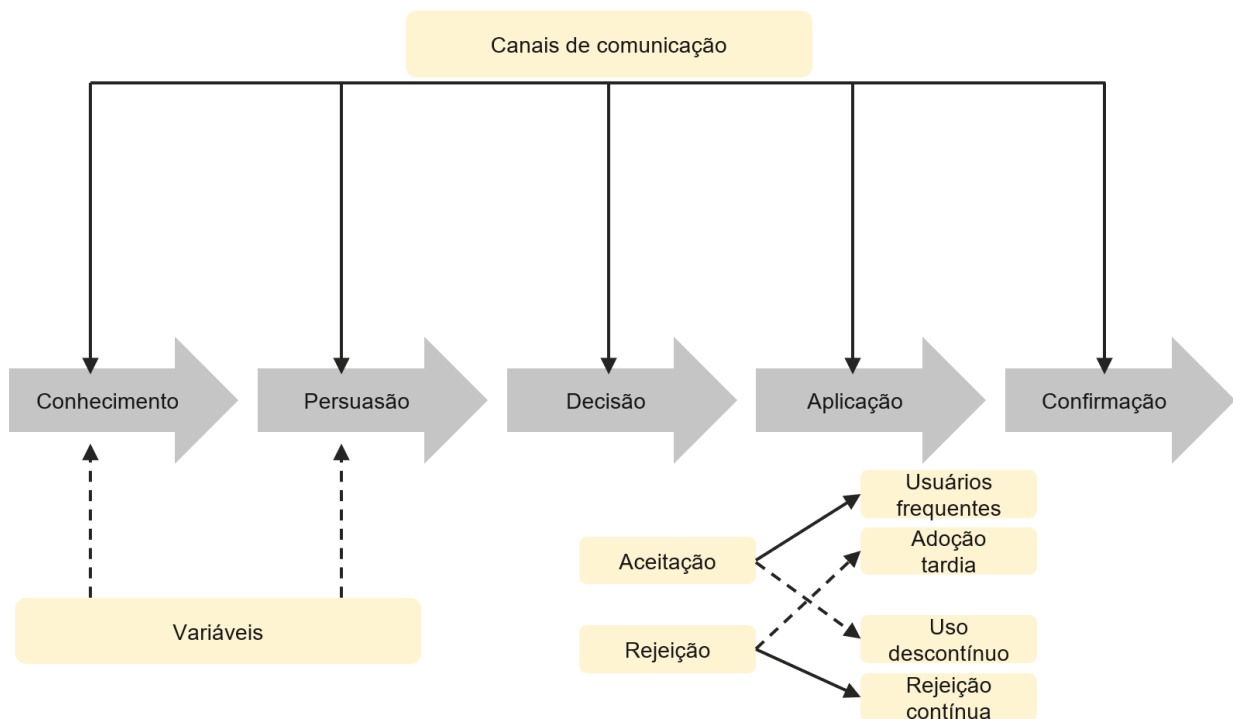 Canais de comunicação
Conhecimento
Persuasão
Decisão
Aplicação
Confirmação
Usuários
frequentes
Adoção
tardia
Aceitação
Variáveis
Uso
descontínuo
Rejeição
Rejeição
contínua